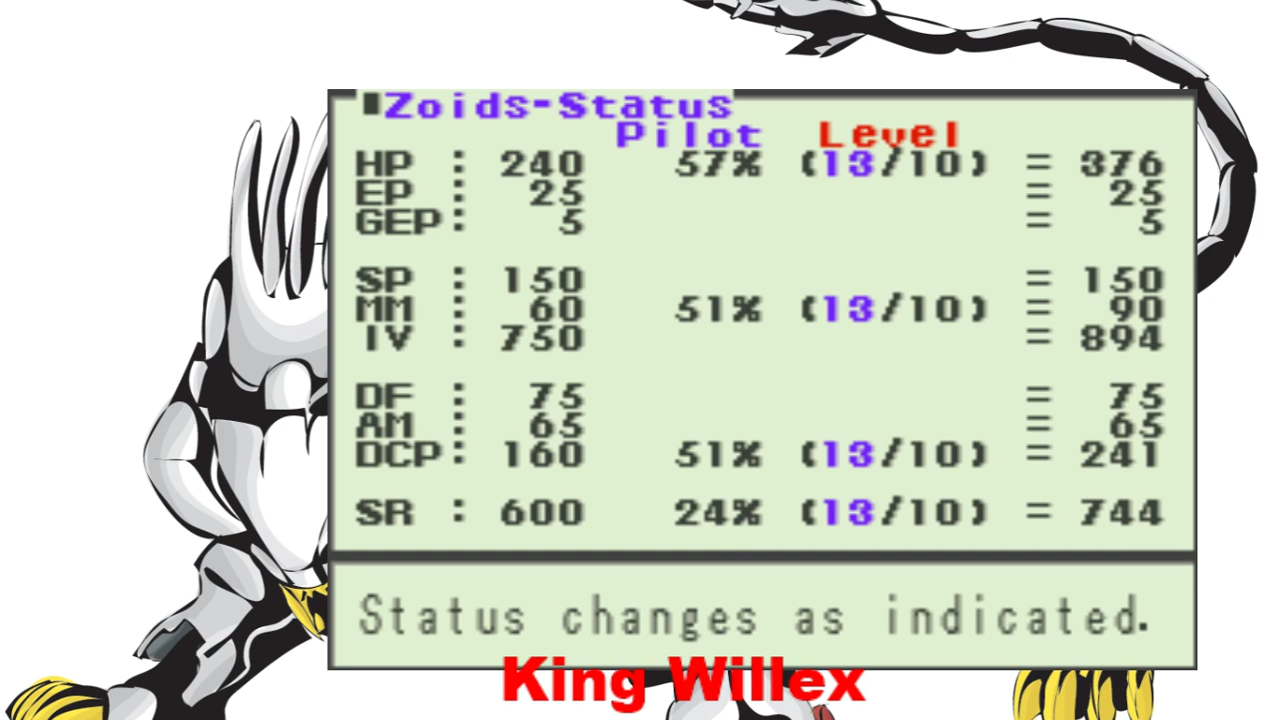 Zoids-Status
Pilot Level
HP : 240 57% (13/10) = 376
EP : 25 = 25
GEP : 5 = 5
SP : 150 = 150
MM : 60 51% (13/10) = 90
IV : 750 = 894
DF : 75 = 75
AM : 65 = 65
DCP : 160 51% (13/10) = 241
SR : 600 24% (13/10) = 744
Status changes as indicated.
King Willex